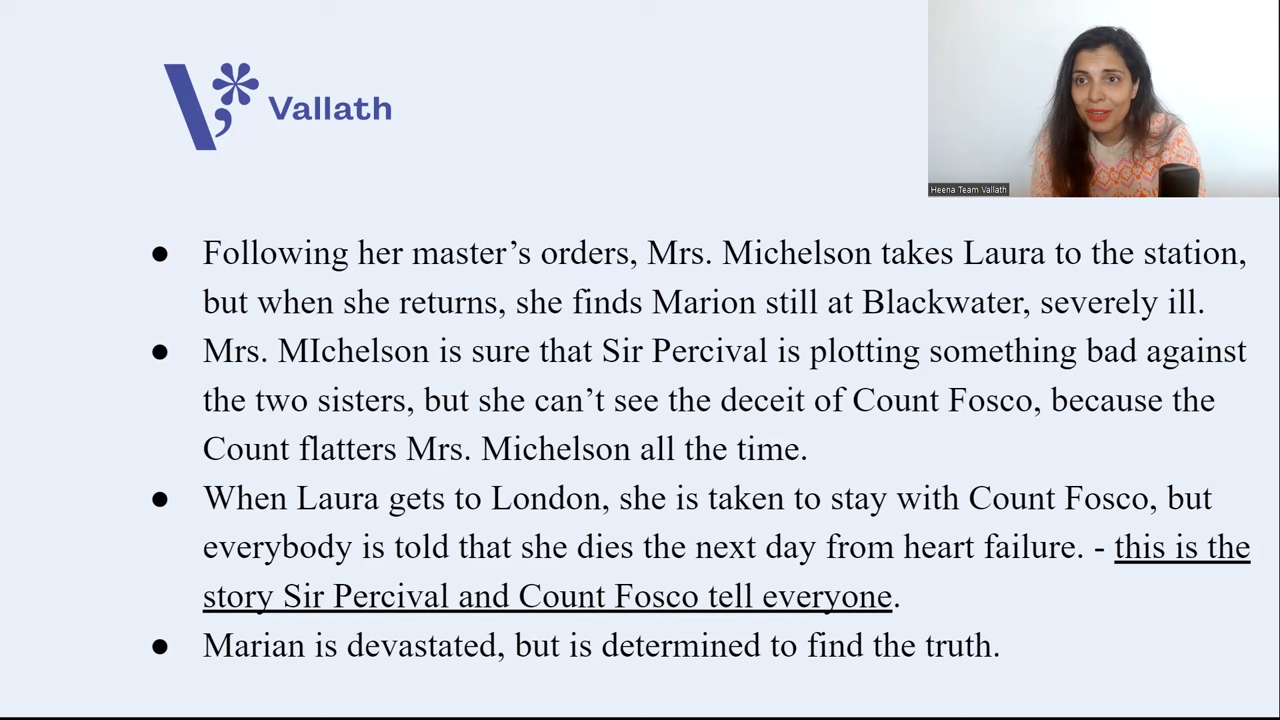 Vallath
Heena Team Vallath
● Following her master’s orders, Mrs. Michelson takes Laura to the station,
but when she returns, she finds Marion still at Blackwater, severely ill.
● Mrs. MIchelson is sure that Sir Percival is plotting something bad against
the two sisters, but she can’t see the deceit of Count Fosco, because the
Count flatters Mrs. Michelson all the time.
● When Laura gets to London, she is taken to stay with Count Fosco, but
everybody is told that she dies the next day from heart failure. - this is the
story Sir Percival and Count Fosco tell everyone.
● Marian is devastated, but is determined to find the truth.